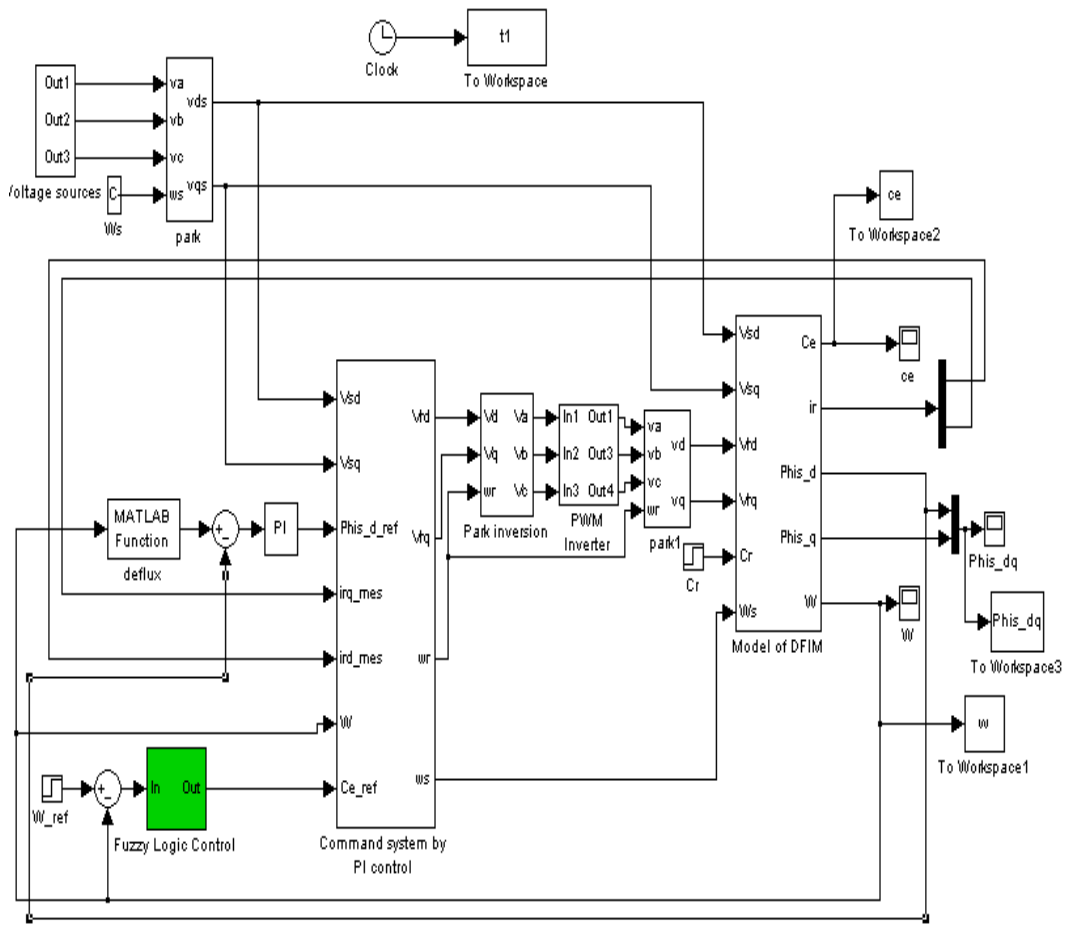 t1
Clock
To Workspace
Out1
Out2
Out3
va
vb
vc
ws
vds
vqs
/oltage sources
C
Ws
park
ce
To Workspace2
Vsd
Vsq
Vrd
Vrq
Cr
Ws
Ce
ir
Phis_d
Phis_q
W
Model of DFIM
ce
Phis_dq
W
Phis_dq
To Workspace3
w
To Workspace1
Vsd
Vsq
Phis_d_ref
irq_mes
ird_mes
W
Ce_ref
Vrd
Vrq
wr
ws
Command system by
PI control
Vd
Vq
wr
Va
Vb
Vc
Park inversion
In1
In2
In3
Out1
Out3
Out4
PWM
Inverter
va
vb
vc
wr
vd
vq
park1
Cr
MATLAB
Function
deflux
+
-
PI
W_ref
+
-
In
Out
Fuzzy Logic Control